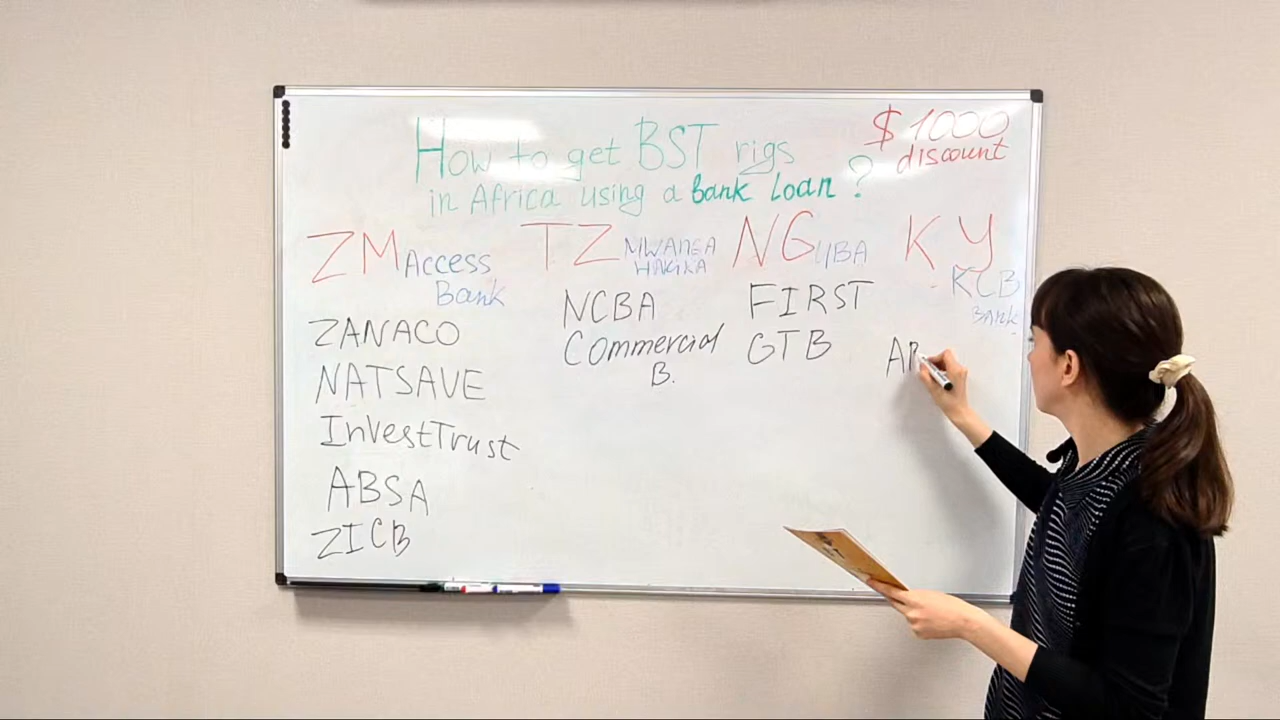 How to get BST rigs
in Africa using a bank loan?
$1000
discount
ZM Access
Bank
ZANACO
NATSAVE
InvestTrust
ABSA
ZICB
TZ MWANGA
HAKIKA
NCBA
Commercial
B.
NG UBA
FIRST
GTB
KY
KCB
BANK
AB